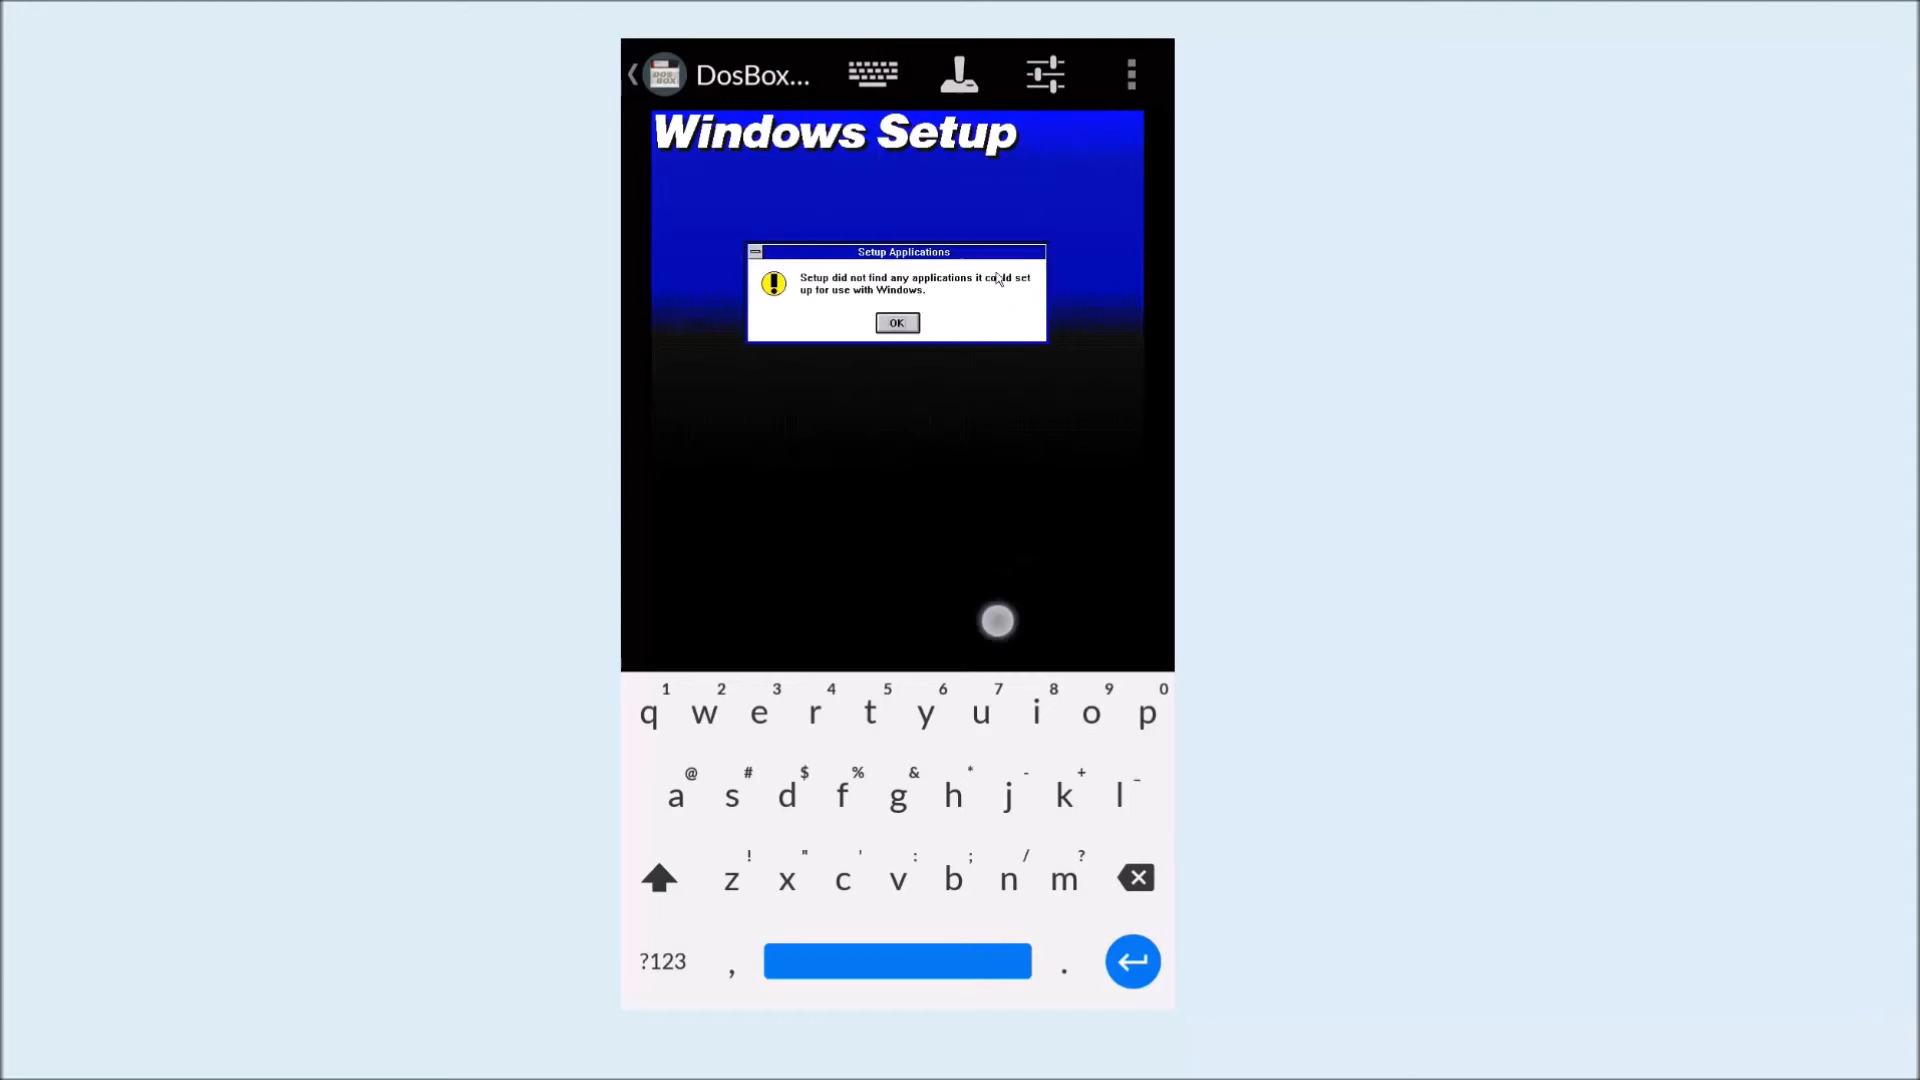 DosBox...
Windows Setup
Setup Applications
Setup did not find any applications it could set
up for use with Windows.
OK
1 2 3 4 5 6 7 8 9 0
q w e r t y u i o p
@ # $ % & * - + _
a s d f g h j k l
! " ' : ; / ?
z x c v b n m
?123 , .